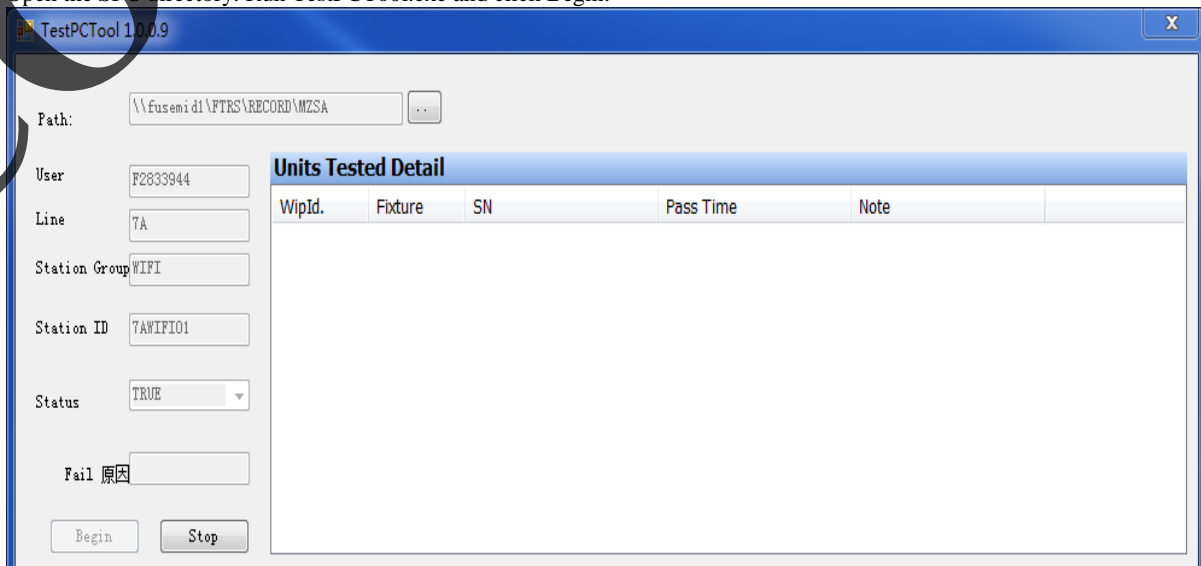 TestPCTool 1.0.0.9
X
Path:
\\fusemid1\FTRS\RECORD\MZSA
..
User
F2833944
Line
7A
Station Group
WIFI
Station ID
7AWIFI01
Status
TRUE
Fail 原因
Begin
Stop
Units Tested Detail
WipId. Fixture SN Pass Time Note